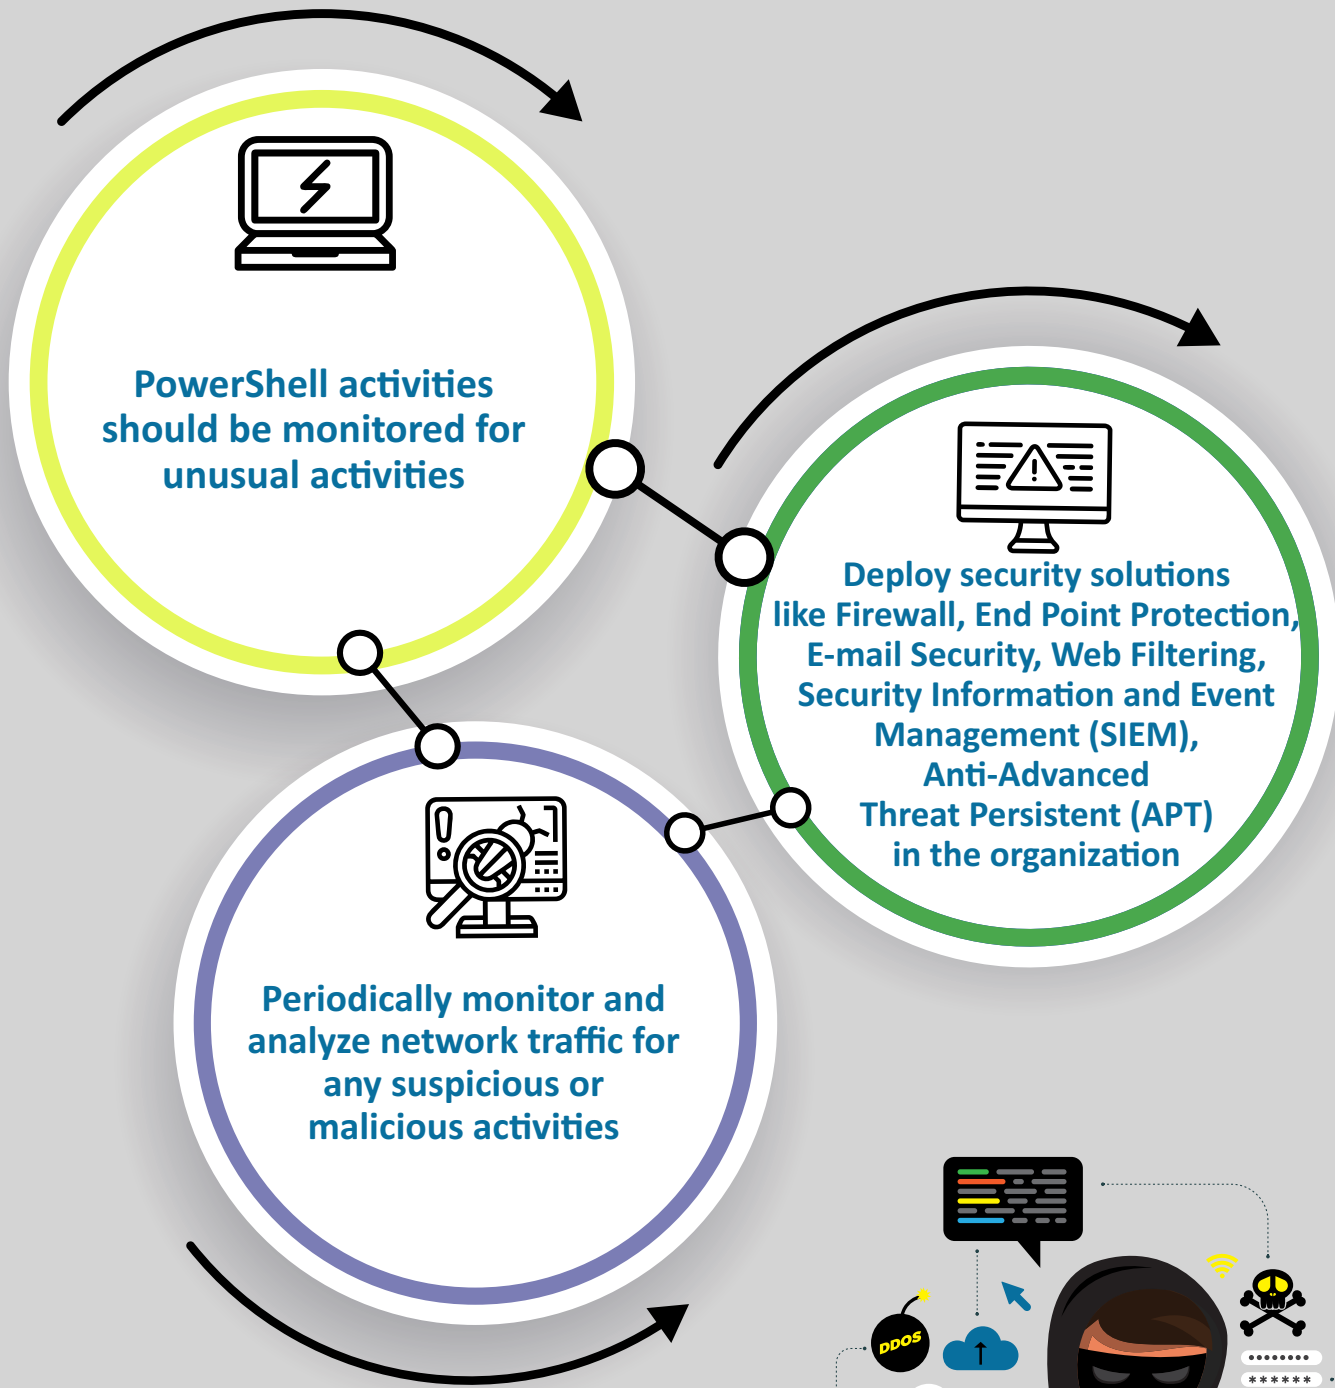 PowerShell activities
should be monitored for
unusual activities
Deploy security solutions
like Firewall, End Point Protection,
E-mail Security, Web Filtering,
Security Information and Event
Management (SIEM),
Anti-Advanced
Threat Persistent (APT)
in the organization
Periodically monitor and
analyze network traffic for
any suspicious or
malicious activities
DDOS
******